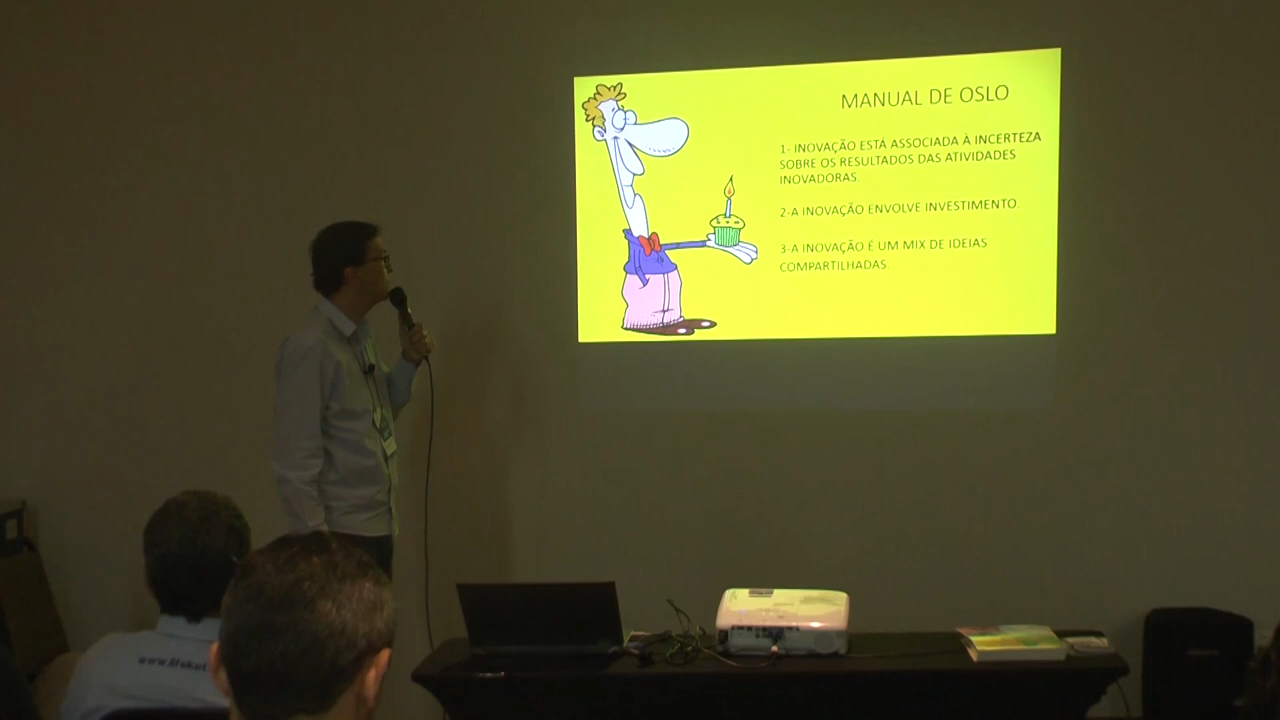 MANUAL DE OSLO
1- INOVAÇÃO ESTÁ ASSOCIADA À INCERTEZA
SOBRE OS RESULTADOS DAS ATIVIDADES
INOVADORAS.
2-A INOVAÇÃO ENVOLVE INVESTIMENTO.
3-A INOVAÇÃO É UM MIX DE IDEIAS
COMPARTILHADAS.